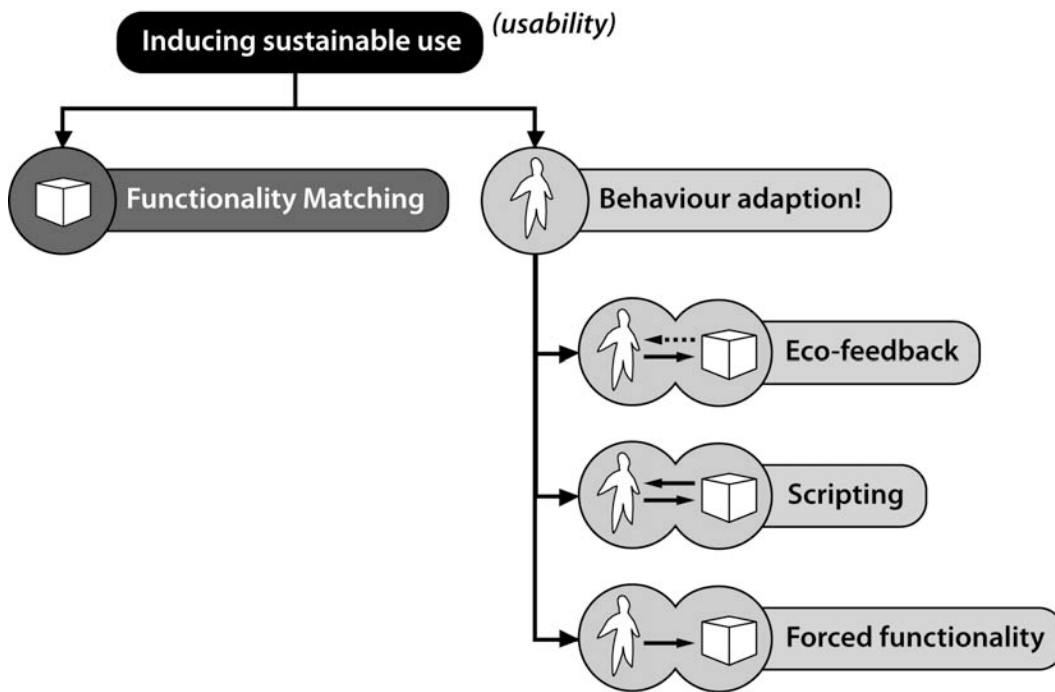 Inducing sustainable use
(usability)
Functionality Matching
Behaviour adaption!
Eco-feedback
Scripting
Forced functionality